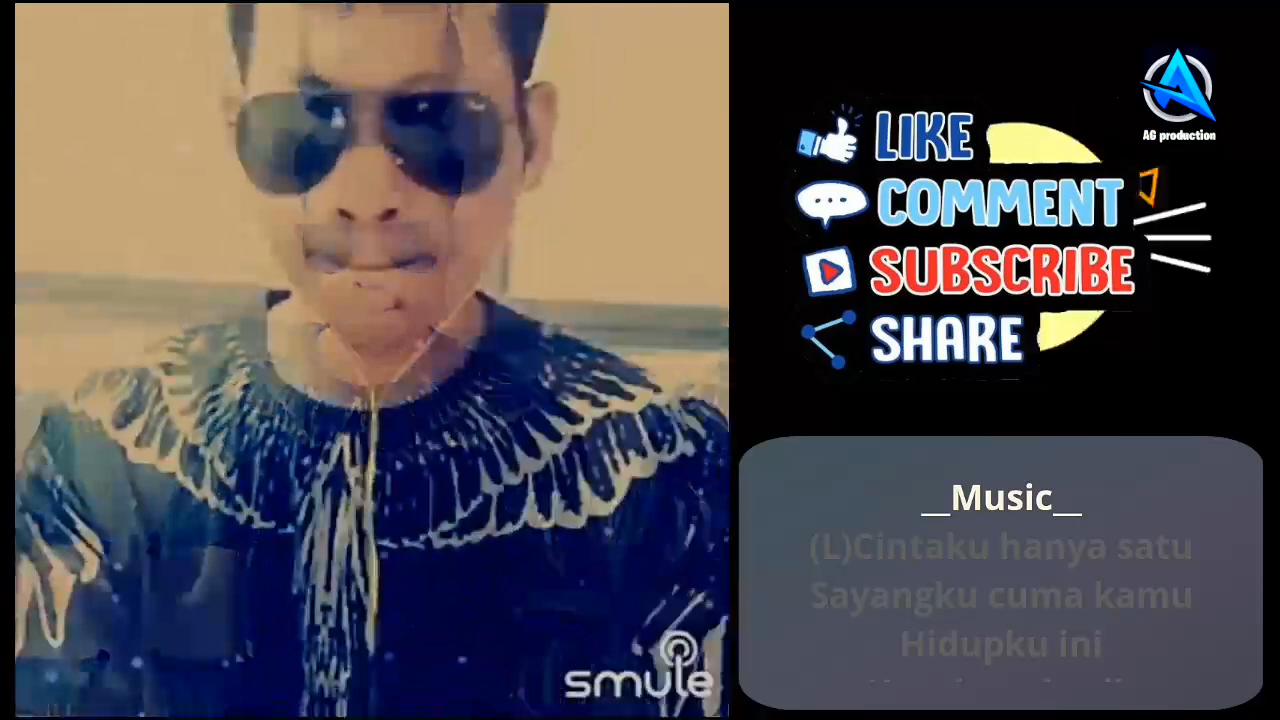 LIKE
COMMENT
SUBSCRIBE
SHARE
AG production
__Music__
(L)Cintaku hanya satu
Sayangku cuma kamu
Hidupku ini
smule